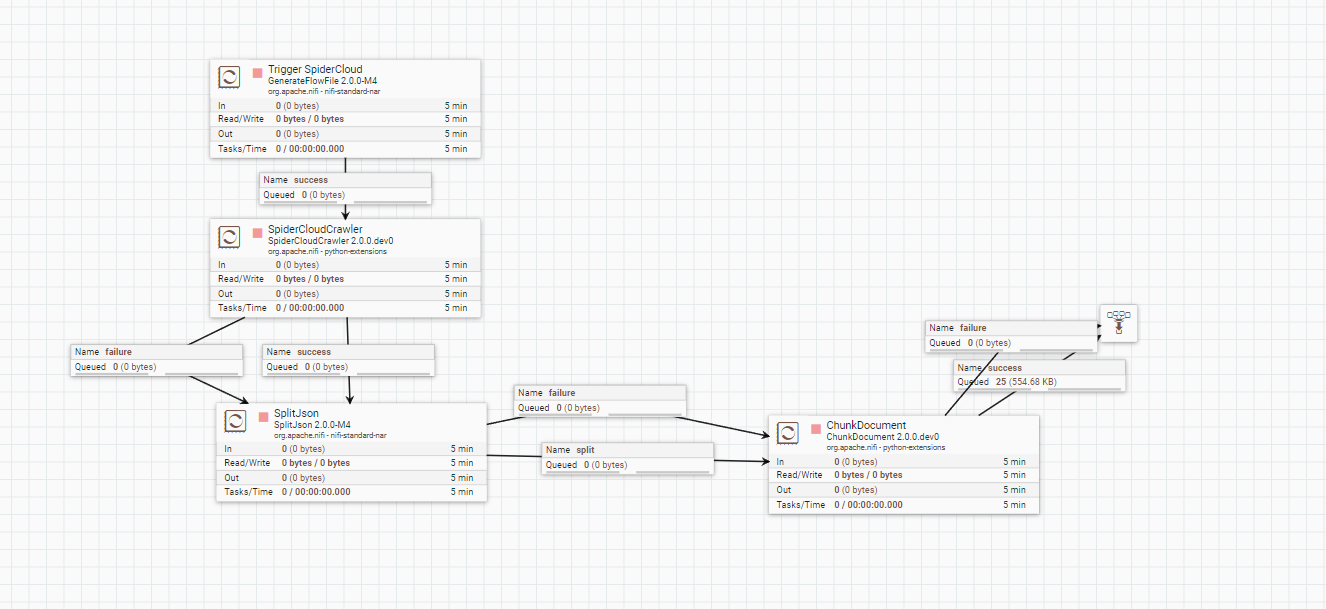 Trigger SpiderCloud
GenerateFlowFile 2.0.0-M4
org.apache.nifi - nifi-standard-nar
In 0 (0 bytes) 5 min
Read/Write 0 bytes / 0 bytes 5 min
Out 0 (0 bytes) 5 min
Tasks/Time 0 / 00:00:00.000 5 min
Name success
Queued 0 (0 bytes)
SpiderCloudCrawler
SpiderCloudCrawler 2.0.0.dev0
org.apache.nifi - python-extensions
In 0 (0 bytes) 5 min
Read/Write 0 bytes / 0 bytes 5 min
Out 0 (0 bytes) 5 min
Tasks/Time 0 / 00:00:00.000 5 min
Name failure
Queued 0 (0 bytes)
Name success
Queued 0 (0 bytes)
SplitJson
SplitJson 2.0.0-M4
org.apache.nifi - nifi-standard-nar
In 0 (0 bytes) 5 min
Read/Write 0 bytes / 0 bytes 5 min
Out 0 (0 bytes) 5 min
Tasks/Time 0 / 00:00:00.000 5 min
Name failure
Queued 0 (0 bytes)
Name split
Queued 0 (0 bytes)
Name failure
Queued 0 (0 bytes)
Name success
Queued 25 (554.68 KB)
ChunkDocument
ChunkDocument 2.0.0.dev0
org.apache.nifi - python-extensions
In 0 (0 bytes) 5 min
Read/Write 0 bytes / 0 bytes 5 min
Out 0 (0 bytes) 5 min
Tasks/Time 0 / 00:00:00.000 5 min